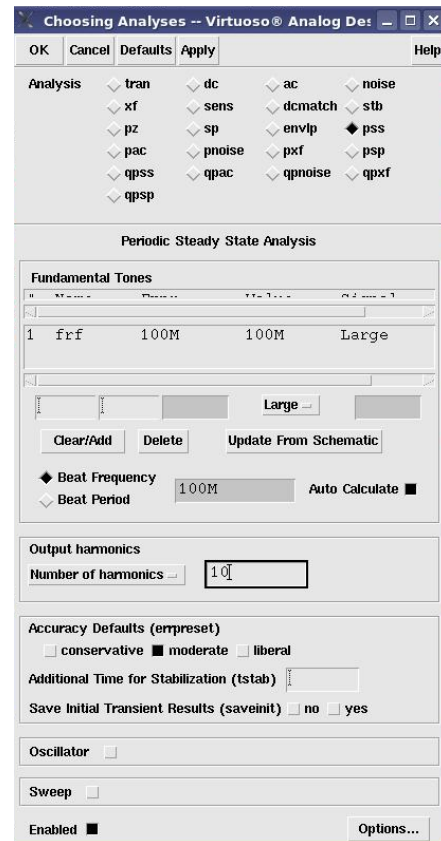 Choosing Analyses -- Virtuoso® Analog Des
OK Cancel Defaults Apply Help
Analysis tran dc ac noise
xf sens dcmatch stb
pz sp envlp pss
pac pnoise pxf psp
qpss qpac qpnoise qpxf
qpsp
Periodic Steady State Analysis
Fundamental Tones
1 frf 100M 100M Large
Large
Clear/Add Delete Update From Schematic
Beat Frequency
100M Auto Calculate
Beat Period
Output harmonics
Number of harmonics 10
Accuracy Defaults (errpreset)
conservative moderate liberal
Additional Time for Stabilization (tstab)
Save Initial Transient Results (saveinit) no yes
Oscillator
Sweep
Enabled Options...